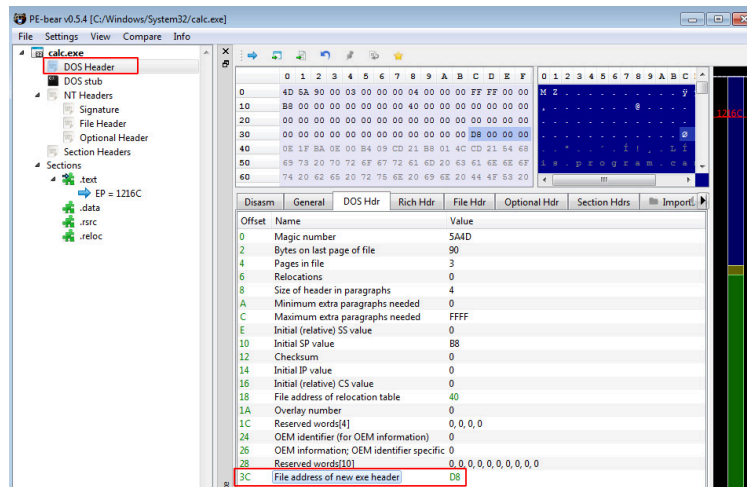 PE-bear v0.5.4 [C:/Windows/System32/calc.exe]
File Settings View Compare Info
calc.exe
DOS Header
DOS stub
NT Headers
Signature
File Header
Optional Header
Section Headers
Sections
.text
EP = 1216C
.data
.rsrc
.reloc
0 1 2 3 4 5 6 7 8 9 A B C D E F 0 1 2 3 4 5 6 7 8 9 A B C
0 4D 5A 90 00 03 00 00 00 04 00 00 00 FF FF 00 00 M Z . . . . . . . . . . ÿ
10 B8 00 00 00 00 00 00 00 40 00 00 00 00 00 00 00 . . . . . . . @ . . . .
20 00 00 00 00 00 00 00 00 00 00 00 00 00 00 00 00
30 00 00 00 00 00 00 00 00 00 00 00 00 D8 00 00 00 Ø
40 0E 1F BA 0E 00 B4 09 CD 21 B8 01 4C CD 21 54 68
50 69 73 20 70 72 6F 67 72 61 6D 20 63 61 6E 6E 6F i s . p r o g r a m . c a
60 74 20 62 65 20 72 75 6E 20 69 6E 20 44 4F 53 20
1216C
Disasm General DOS Hdr Rich Hdr File Hdr Optional Hdr Section Hdrs Import
Offset Name Value
0 Magic number 5A4D
2 Bytes on last page of file 90
4 Pages in file 3
6 Relocations 0
8 Size of header in paragraphs 4
A Minimum extra paragraphs needed 0
C Maximum extra paragraphs needed FFFF
E Initial (relative) SS value 0
10 Initial SP value B8
12 Checksum 0
14 Initial IP value 0
16 Initial (relative) CS value 0
18 File address of relocation table 40
1A Overlay number 0
1C Reserved words[4] 0, 0, 0, 0
24 OEM identifier (for OEM information) 0
26 OEM information; OEM identifier specific 0
28 Reserved words[10] 0, 0, 0, 0, 0, 0, 0, 0, 0, 0
3C File address of new exe header D8